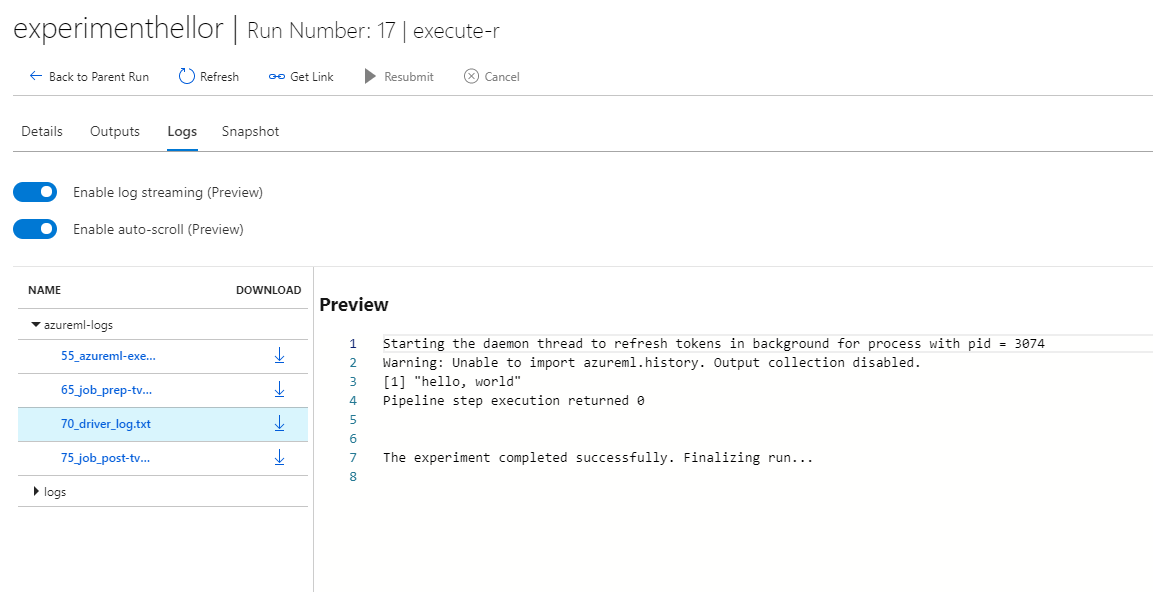 experimenthellor | Run Number: 17 | execute-r
Back to Parent Run Refresh Get Link Resubmit Cancel
Details Outputs Logs Snapshot
Enable log streaming (Preview)
Enable auto-scroll (Preview)
NAME DOWNLOAD
azureml-logs
55_azureml-exe...
65_job_prep-tv...
70_driver_log.txt
75_job_post-tv...
logs
Preview
1 Starting the daemon thread to refresh tokens in background for process with pid = 3074
2 Warning: Unable to import azureml.history. Output collection disabled.
3 [1] "hello, world"
4 Pipeline step execution returned 0
5
6
7 The experiment completed successfully. Finalizing run...
8